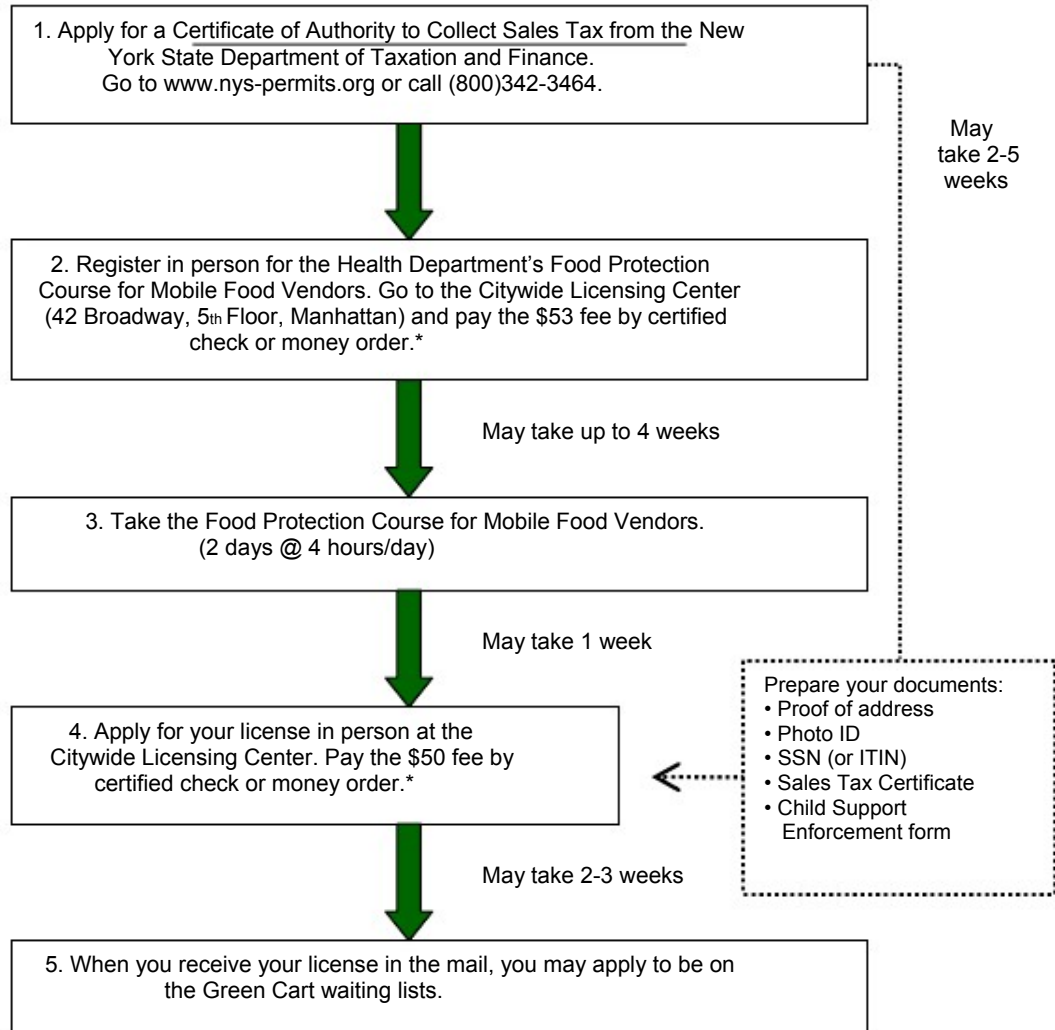 1. Apply for a Certificate of Authority to Collect Sales Tax from the New
York State Department of Taxation and Finance.
Go to www.nys-permits.org or call (800)342-3464.
May
take 2-5
weeks
2. Register in person for the Health Department’s Food Protection
Course for Mobile Food Vendors. Go to the Citywide Licensing Center
(42 Broadway, 5th Floor, Manhattan) and pay the $53 fee by certified
check or money order.*
May take up to 4 weeks
3. Take the Food Protection Course for Mobile Food Vendors.
(2 days @ 4 hours/day)
May take 1 week
Prepare your documents:
• Proof of address
• Photo ID
• SSN (or ITIN)
• Sales Tax Certificate
• Child Support
Enforcement form
4. Apply for your license in person at the
Citywide Licensing Center. Pay the $50 fee by
certified check or money order.*
May take 2-3 weeks
5. When you receive your license in the mail, you may apply to be on
the Green Cart waiting lists.